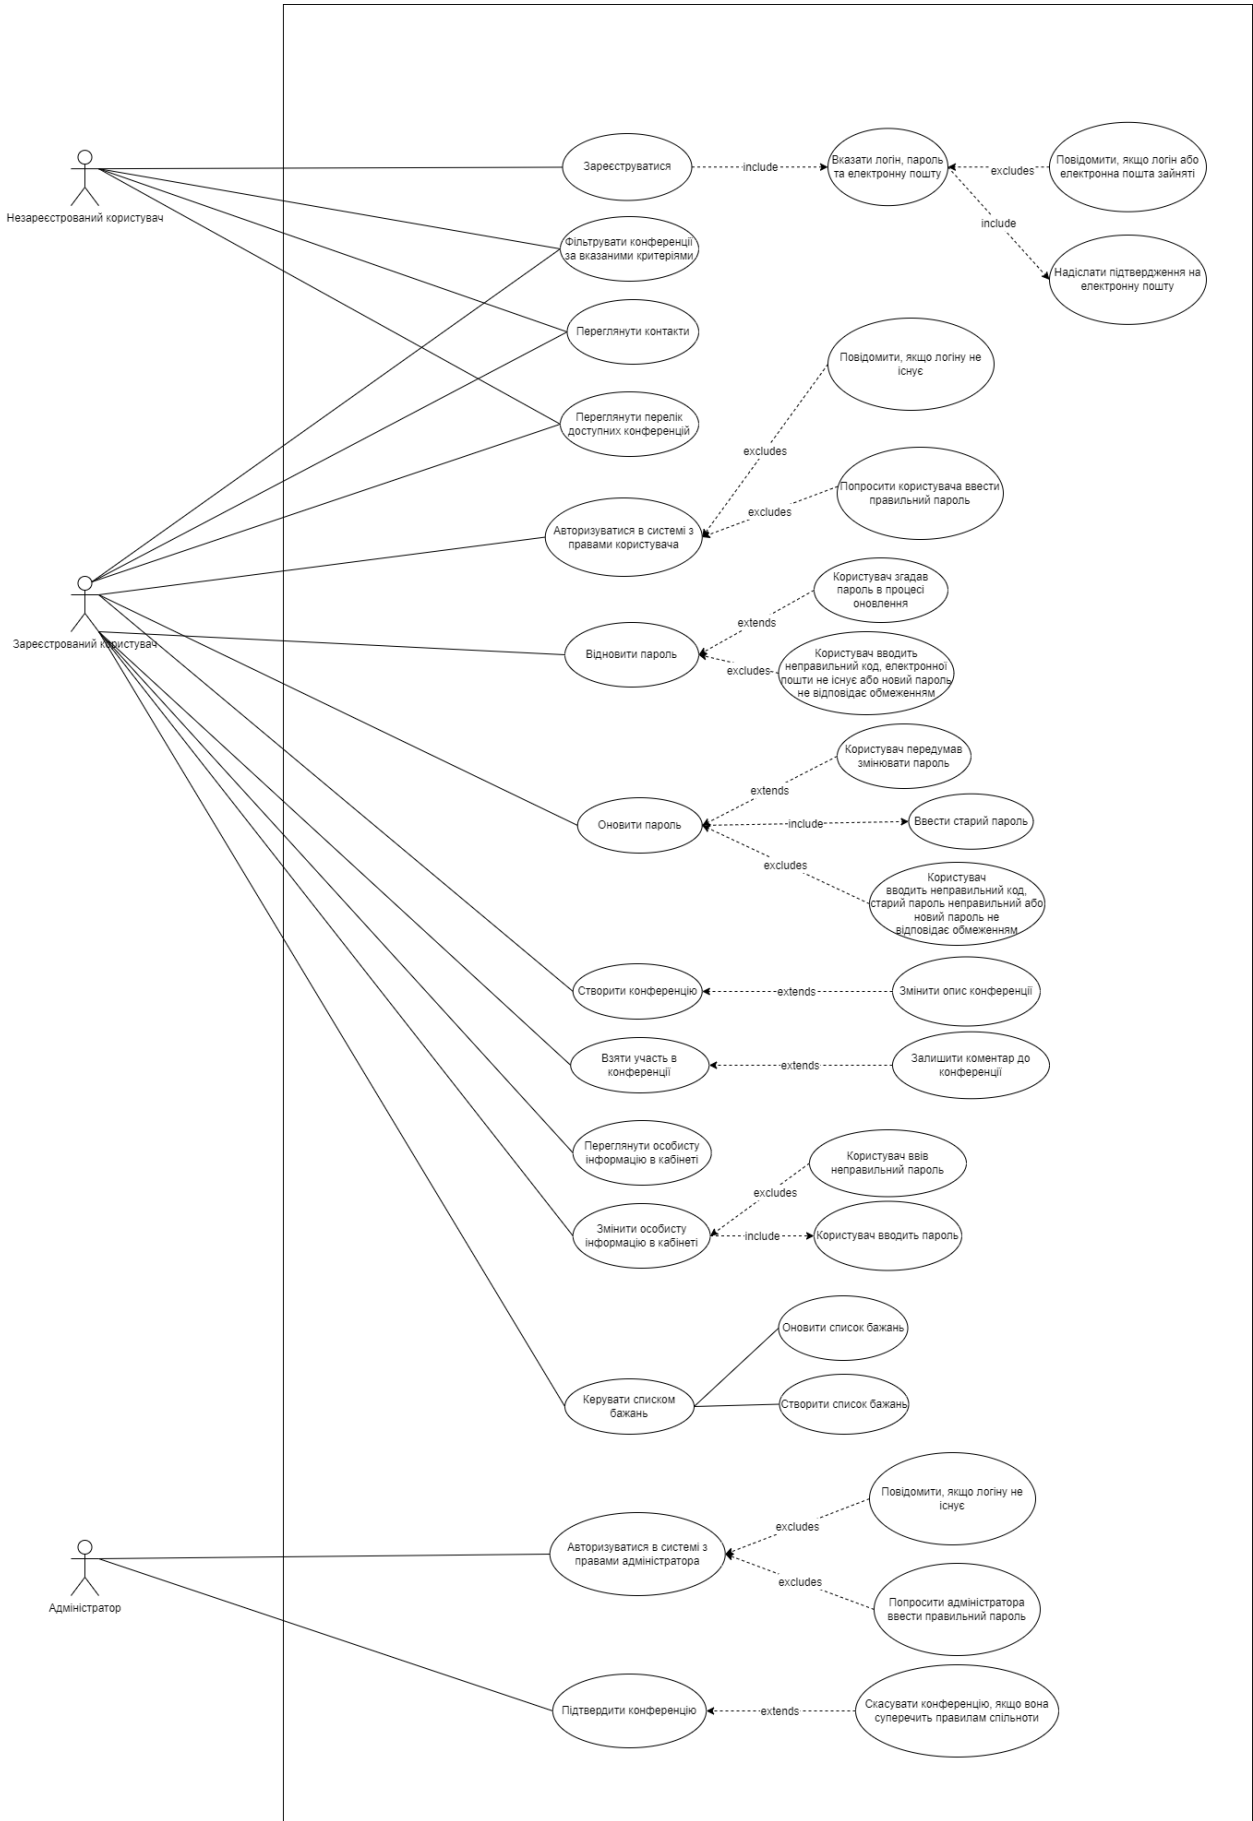 Незареєстрований користувач
Зареєструватися
include
Вказати логін, пароль
та електронну пошту
excludes
Повідомити, якщо логін або
електронна пошта зайняті
include
Надіслати підтвердження на
електронну пошту
Фільтрувати конференції
за вказаними критеріями
Переглянути контакти
Переглянути перелік
доступних конференцій
Повідомити, якщо логіну не
існує
excludes
Попросити користувача ввести
правильний пароль
excludes
Авторизуватися в системі з
правами користувача
Зареєстрований користувач
Користувач згадав
пароль в процесі
оновлення
extends
Відновити пароль
excludes
Користувач вводить
неправильний код, електронної
пошти не існує або новий пароль
не відповідає обмеженням
Користувач передумав
змінювати пароль
extends
Оновити пароль
include
Ввести старий пароль
excludes
Користувач
вводить неправильний код,
старий пароль неправильний або
новий пароль не
відповідає обмеженням
Створити конференцію
extends
Змінити опис конференції
Взяти участь в
конференції
extends
Залишити коментар до
конференції
Переглянути особисту
інформацію в кабінеті
Користувач ввів
неправильний пароль
excludes
Змінити особисту
інформацію в кабінеті
include
Користувач вводить пароль
Оновити список бажань
Керувати списком
бажань
Створити список бажань
Повідомити, якщо логіну не
існує
excludes
Адміністратор
Авторизуватися в системі з
правами адміністратора
excludes
Попросити адміністратора
ввести правильний пароль
Підтвердити конференцію
extends
Скасувати конференцію, якщо вона
суперечить правилам спільноти